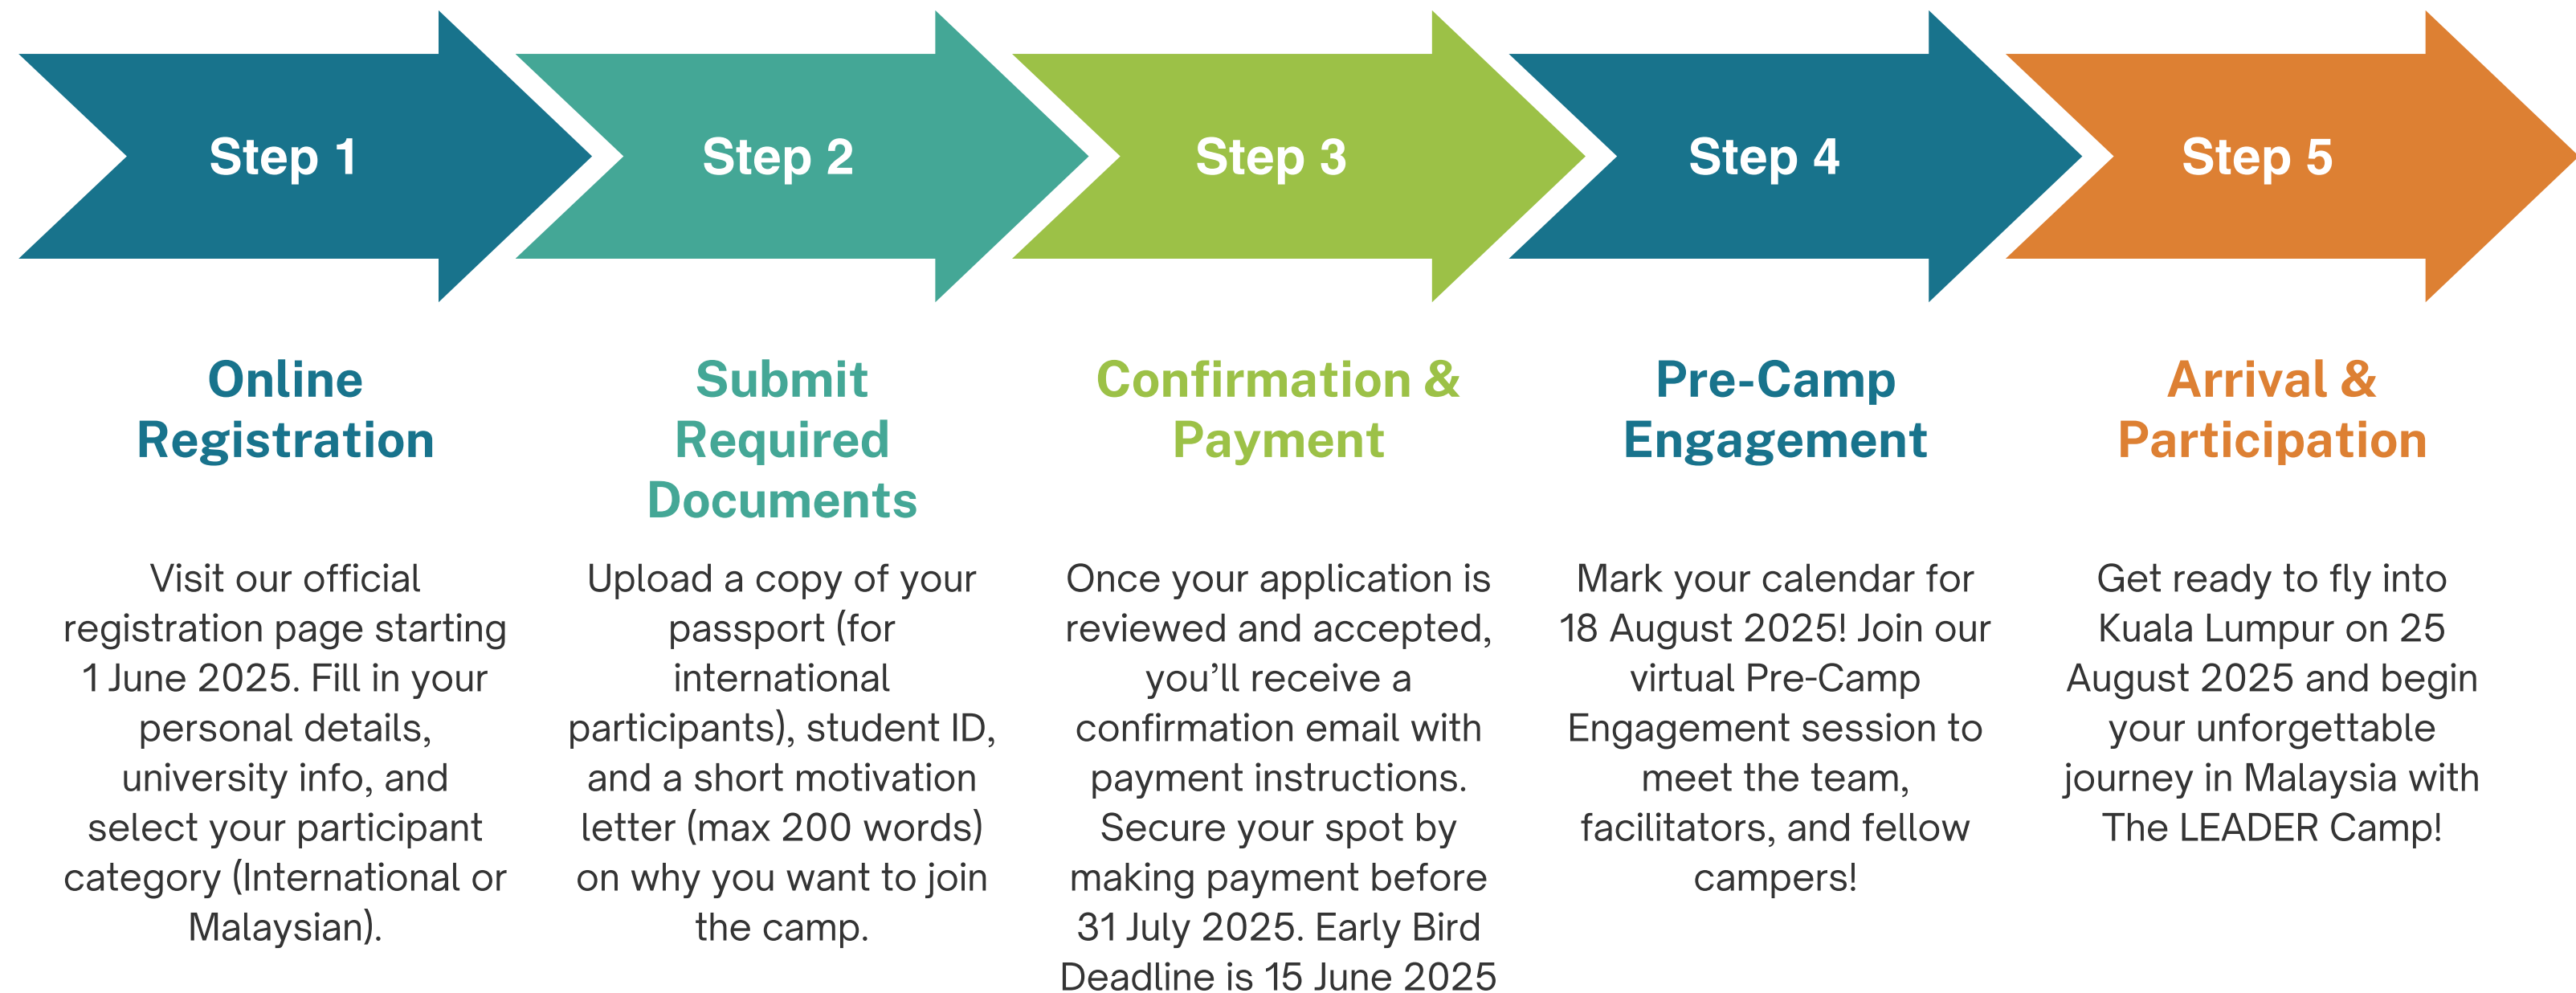 Step 1
Step 2
Step 3
Step 4
Step 5
Online
Registration
Visit our official
registration page starting
1 June 2025. Fill in your
personal details,
university info, and
select your participant
category (International or
Malaysian).
Submit
Required
Documents
Upload a copy of your
passport (for
international
participants), student ID,
and a short motivation
letter (max 200 words)
on why you want to join
the camp.
Confirmation &
Payment
Once your application is
reviewed and accepted,
you’ll receive a
confirmation email with
payment instructions.
Secure your spot by
making payment before
31 July 2025. Early Bird
Deadline is 15 June 2025
Pre-Camp
Engagement
Mark your calendar for
18 August 2025! Join our
virtual Pre-Camp
Engagement session to
meet the team,
facilitators, and fellow
campers!
Arrival &
Participation
Get ready to fly into
Kuala Lumpur on 25
August 2025 and begin
your unforgettable
journey in Malaysia with
The LEADER Camp!